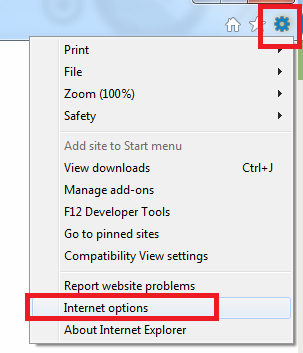 Print
File
Zoom (100%)
Safety
Add site to Start menu
View downloads Ctrl+J
Manage add-ons
F12 Developer Tools
Go to pinned sites
Compatibility View settings
Report website problems
Internet options
About Internet Explorer